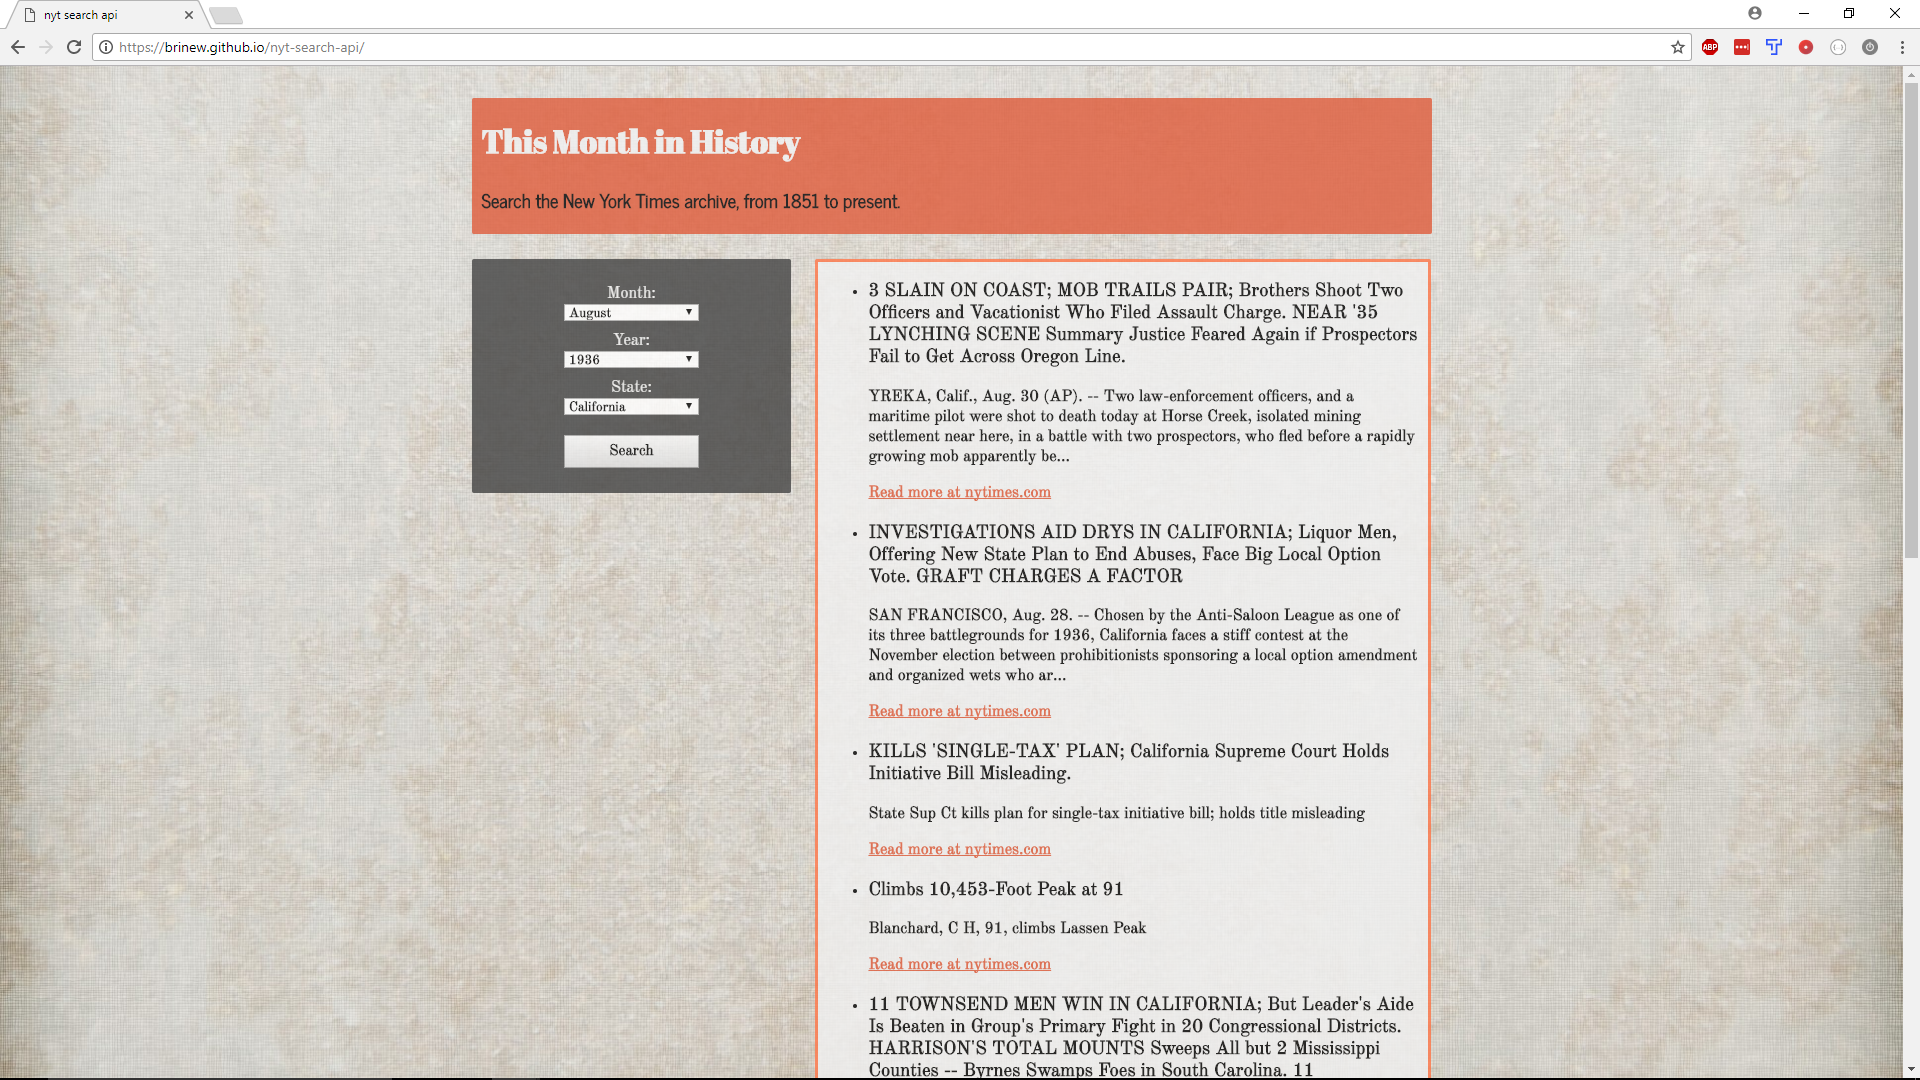 nyt search api
https://brinew.github.io/nyt-search-api/
ABP
This Month in History
Search the New York Times archive, from 1851 to present.
Month:
August
Year:
1936
State:
California
Search
3 SLAIN ON COAST; MOB TRAILS PAIR; Brothers Shoot Two
Officers and Vacationist Who Filed Assault Charge. NEAR '35
LYNCHING SCENE Summary Justice Feared Again if Prospectors
Fail to Get Across Oregon Line.
YREKA, Calif., Aug. 30 (AP). -- Two law-enforcement officers, and a
maritime pilot were shot to death today at Horse Creek, isolated mining
settlement near here, in a battle with two prospectors, who fled before a rapidly
growing mob apparently be...
Read more at nytimes.com
INVESTIGATIONS AID DRYS IN CALIFORNIA; Liquor Men,
Offering New State Plan to End Abuses, Face Big Local Option
Vote. GRAFT CHARGES A FACTOR
SAN FRANCISCO, Aug. 28. -- Chosen by the Anti-Saloon League as one of
its three battlegrounds for 1936, California faces a stiff contest at the
November election between prohibitionists sponsoring a local option amendment
and organized wets who ar...
Read more at nytimes.com
KILLS 'SINGLE-TAX' PLAN; California Supreme Court Holds
Initiative Bill Misleading.
State Sup Ct kills plan for single-tax initiative bill; holds title misleading
Read more at nytimes.com
Climbs 10,453-Foot Peak at 91
Blanchard, C H, 91, climbs Lassen Peak
Read more at nytimes.com
11 TOWNSEND MEN WIN IN CALIFORNIA; But Leader's Aide
Is Beaten in Group's Primary Fight in 20 Congressional Districts.
HARRISON'S TOTAL MOUNTS Sweeps All but 2 Mississippi
Counties -- Byrnes Swamps Foes in South Carolina. 11